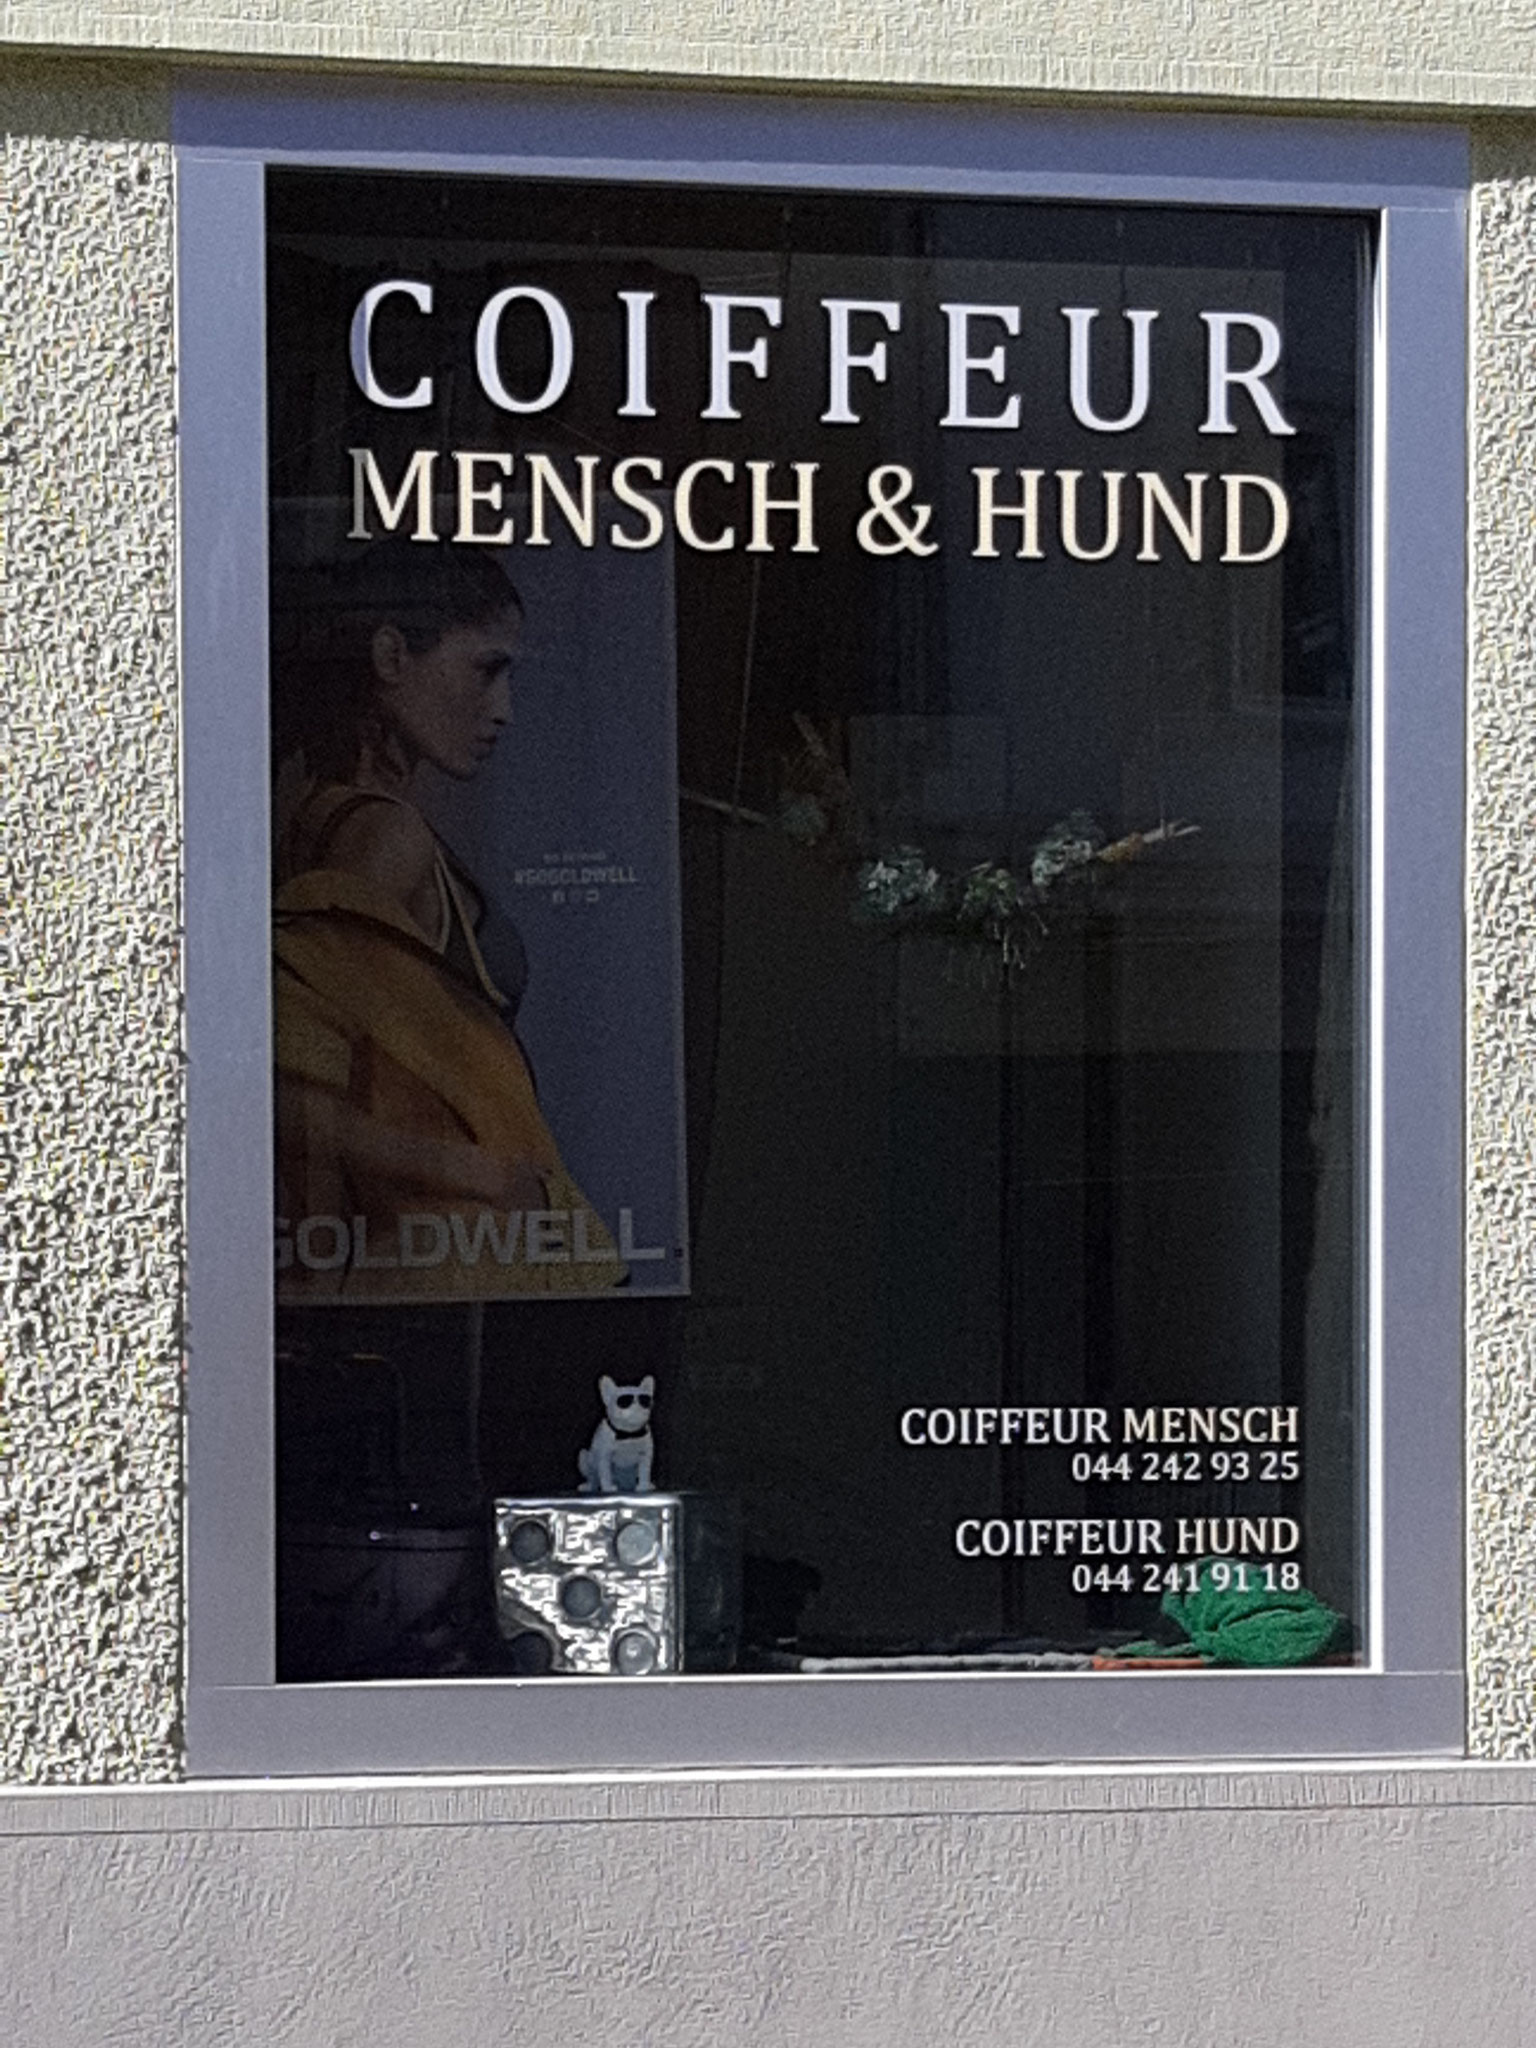 COIFFEUR
MENSCH & HUND
#GOGOLDWELL
GOLDWELL
COIFFEUR MENSCH
044 242 93 25
COIFFEUR HUND
044 241 91 18